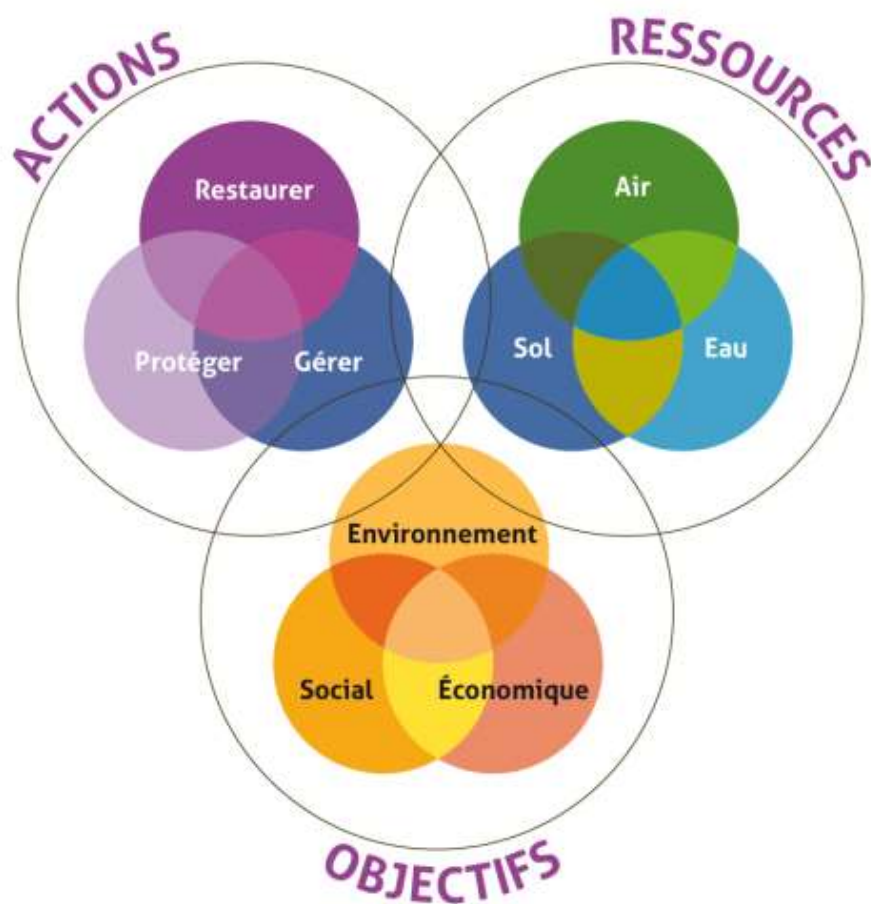 ACTIONS
Restaurer
Protéger
Gérer
RESSOURCES
Air
Sol
Eau
Environnement
Social
Économique
OBJECTIFS